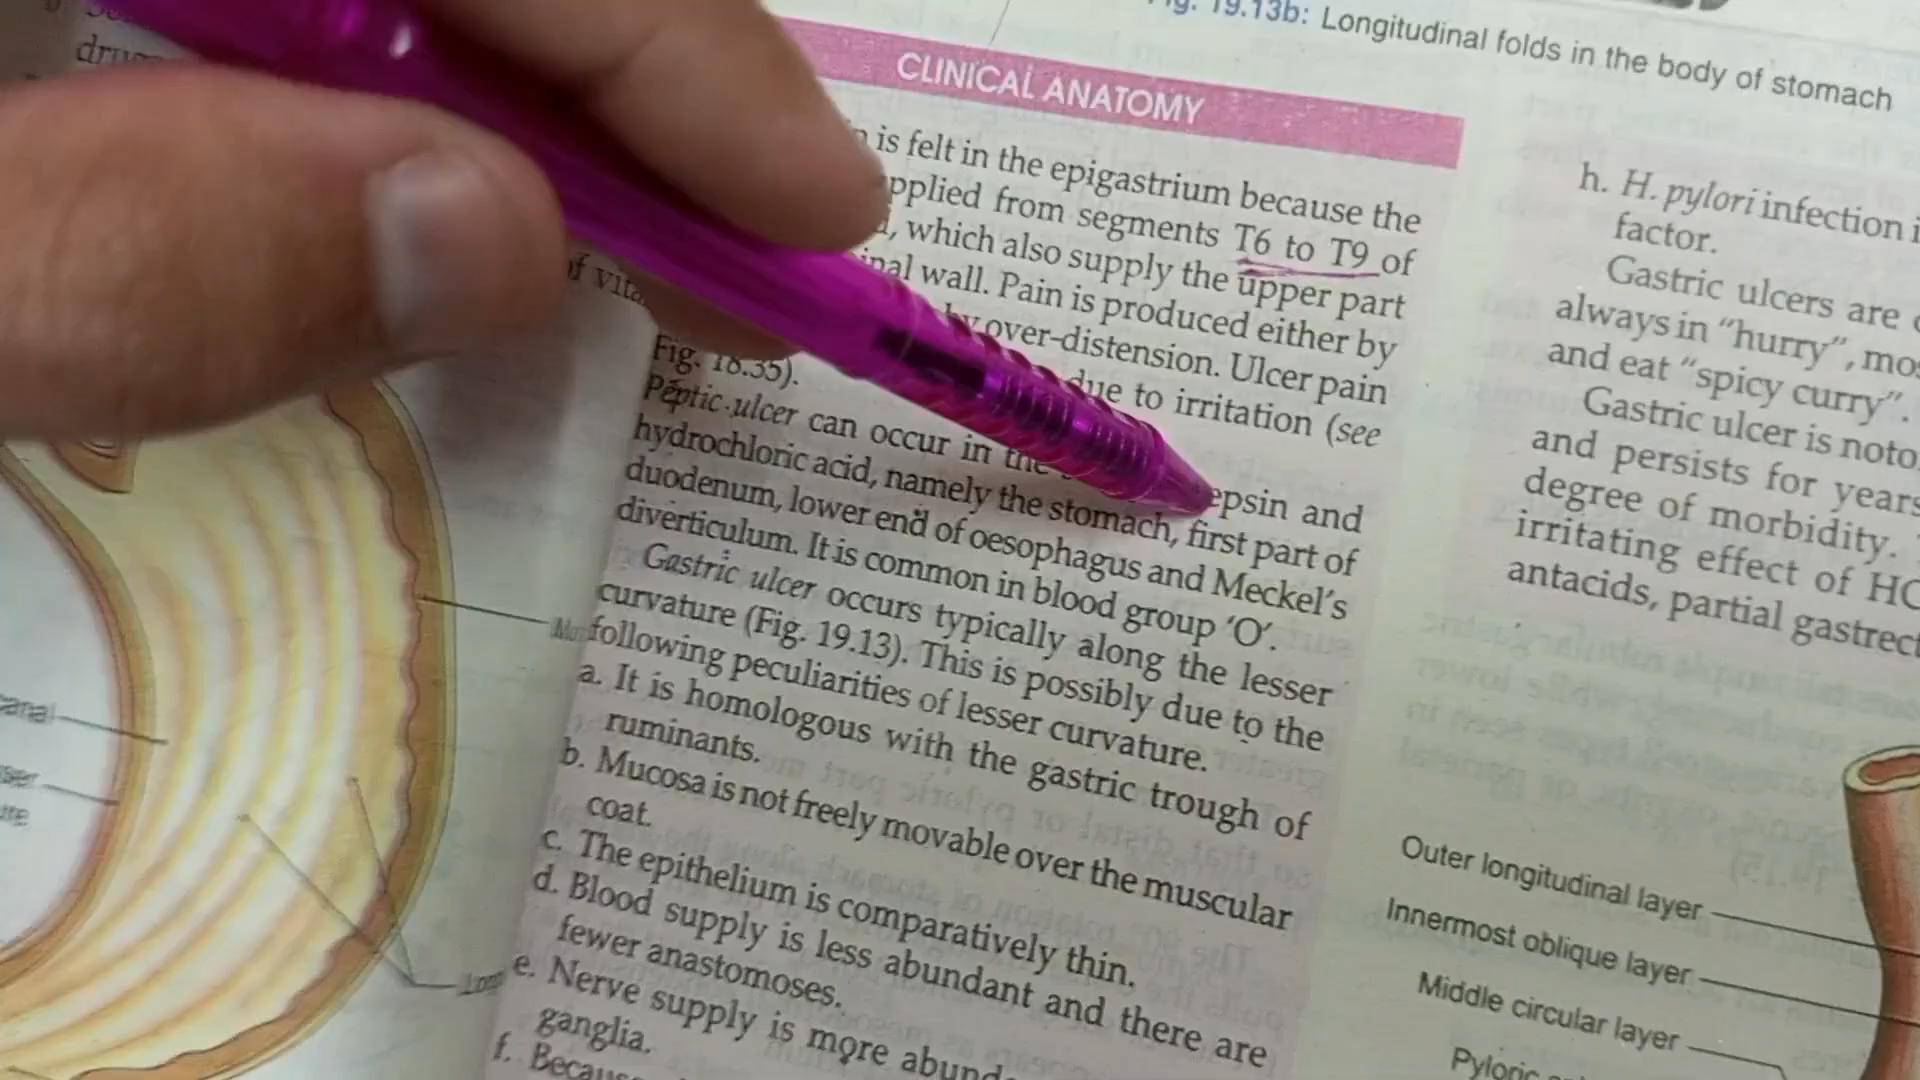 19.13b: Longitudinal folds in the body of stomach
CLINICAL ANATOMY
is felt in the epigastrium because the
from segments T6 to T9 of
, which also supply the upper part
wall. Pain is produced either by
by over-distension. Ulcer pain
due to irritation (see
Fig. 18.35).
Peptic ulcer can occur in the and
hydrochloric acid, namely the stomach, first part of
duodenum, lower end of oesophagus and Meckel's
diverticulum. It is common in blood group 'O'.
Gastric ulcer occurs typically along the lesser
curvature (Fig. 19.13). This is possibly due to the
following peculiarities of lesser curvature.
a. It is homologous with the gastric trough of
ruminants.
b. Mucosa is not freely movable over the muscular
coat.
c. The epithelium is comparatively thin.
d. Blood supply is less abundant and there are
fewer anastomoses.
e. Nerve supply is more
ganglia.
f.
h. H. pylori infection
factor.
Gastric ulcers are
always in "hurry",
and eat "spicy curry".
Gastric ulcer is
and persists for years
degree of morbidity.
irritating effect of
antacids, partial
Outer longitudinal layer
Innermost oblique layer
Middle circular layer
Pyloric